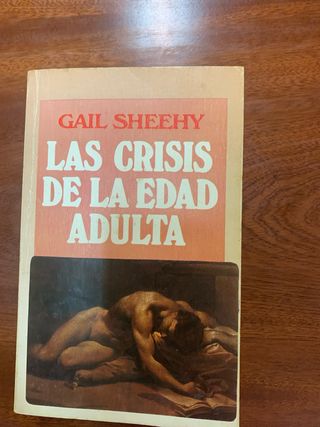 GAIL SHEEHY
LAS CRISIS
DE LA EDAD
ADULTA